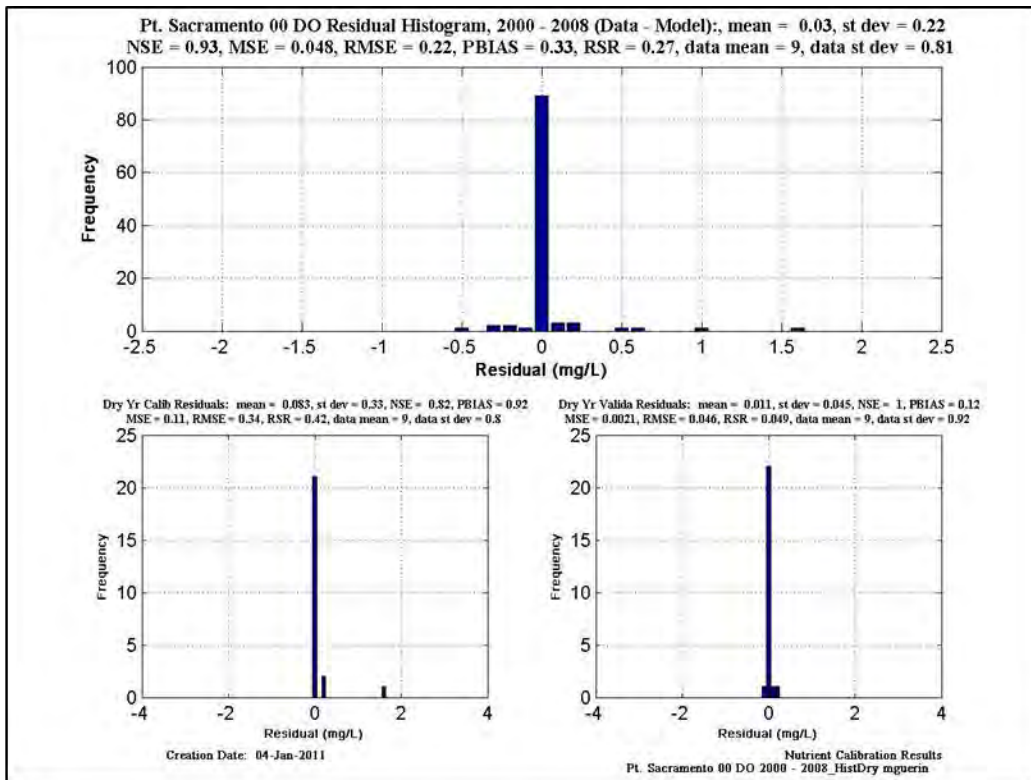 Pt. Sacramento 00 DO Residual Histogram, 2000 - 2008 (Data - Model):, mean = 0.03, st dev = 0.22
NSE = 0.93, MSE = 0.048, RMSE = 0.22, PBIAS = 0.33, RSR = 0.27, data mean = 9, data st dev = 0.81
100
80
60
40
20
0
Frequency
-2.5 -2 -1.5 -1 -0.5 0 0.5 1 1.5 2 2.5
Residual (mg/L)
Dry Yr Calib Residuals: mean = 0.083, st dev = 0.33, NSE = 0.82, PBIAS = 0.92
MSE = 0.11, RMSE = 0.34, RSR = 0.42, data mean = 9, data st dev = 0.8
25
20
15
10
5
0
Frequency
-4 -2 0 2 4
Residual (mg/L)
Dry Yr Valida Residuals: mean = 0.011, st dev = 0.045, NSE = 1, PBIAS = 0.12
MSE = 0.0021, RMSE = 0.046, RSR = 0.049, data mean = 9, data st dev = 0.92
25
20
15
10
5
0
Frequency
-4 -2 0 2 4
Residual (mg/L)
Creation Date: 04-Jan-2011
Nutrient Calibration Results
Pt. Sacramento DO 2000 - 2008_HistDry mguerin